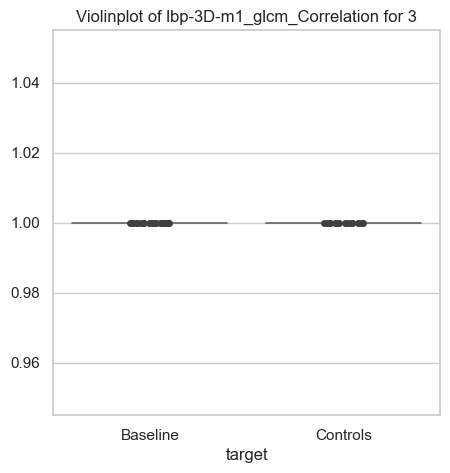 Violinplot of lbp-3D-m1_glcm_Correlation for 3
1.04
1.02
1.00
0.98
0.96
Baseline Controls
target